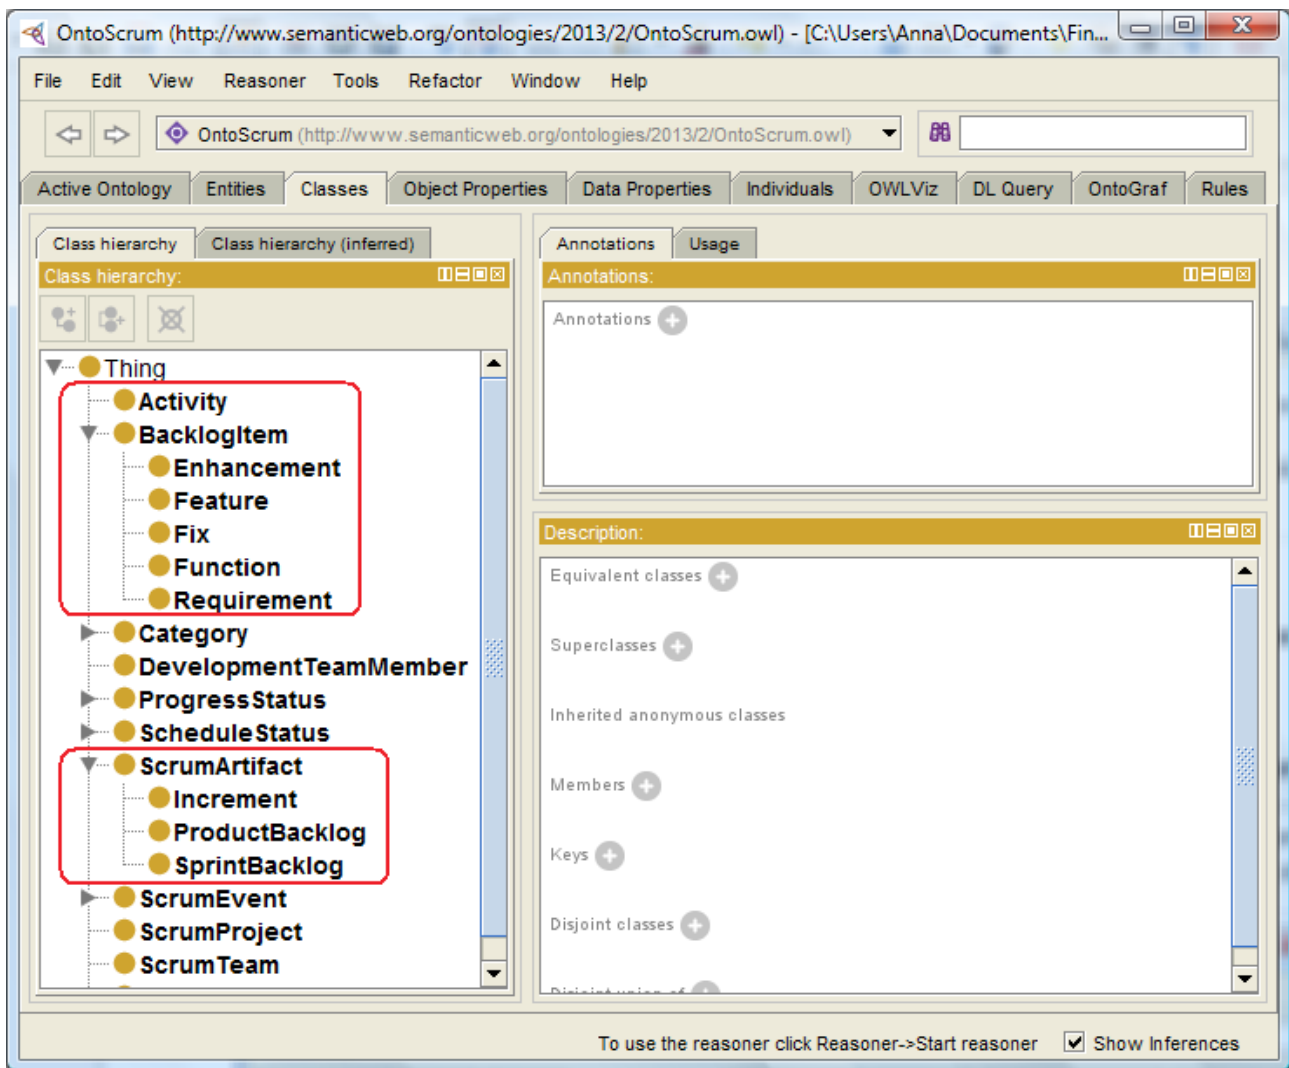 OntoScrum (http://www.semanticweb.org/ontologies/2013/2/OntoScrum.owl) - [C:\Users\Anna\Documents\Fin...
File Edit View Reasoner Tools Refactor Window Help
OntoScrum (http://www.semanticweb.org/ontologies/2013/2/OntoScrum.owl)
Active Ontology Entities Classes Object Properties Data Properties Individuals OWLViz DL Query OntoGraf Rules
Class hierarchy Class hierarchy (inferred)
Class hierarchy:
Thing
Activity
BacklogItem
Enhancement
Feature
Fix
Function
Requirement
Category
DevelopmentTeamMember
ProgressStatus
ScheduleStatus
ScrumArtifact
Increment
ProductBacklog
SprintBacklog
ScrumEvent
ScrumProject
ScrumTeam
Annotations Usage
Annotations:
Annotations
Description:
Equivalent classes
Superclasses
Inherited anonymous classes
Members
Keys
Disjoint classes
Disjoint union of
To use the reasoner click Reasoner->Start reasoner Show Inferences